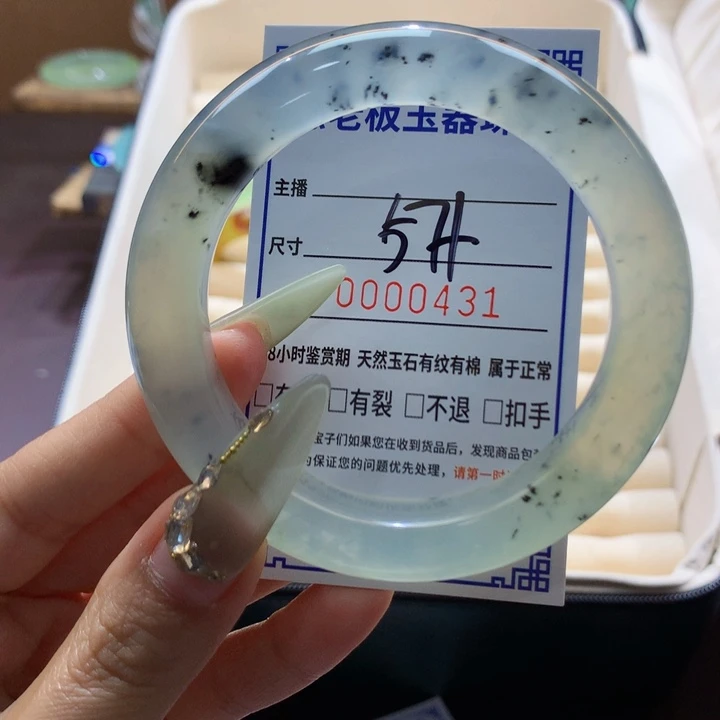 老板玉器
主播
尺寸 57#
0000431
8小时鉴赏期 天然玉石有纹有棉 属于正常
□有裂 □不退 □扣手
宝子们如果您在收到货品后，发现商品包
保证您的问题优先处理，请第一时